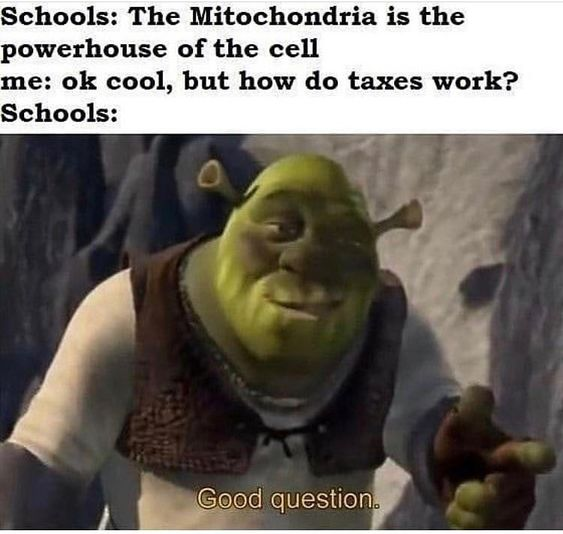 Schools: The Mitochondria is the
powerhouse of the cell
me: ok cool, but how do taxes work?
Schools:
Good question.